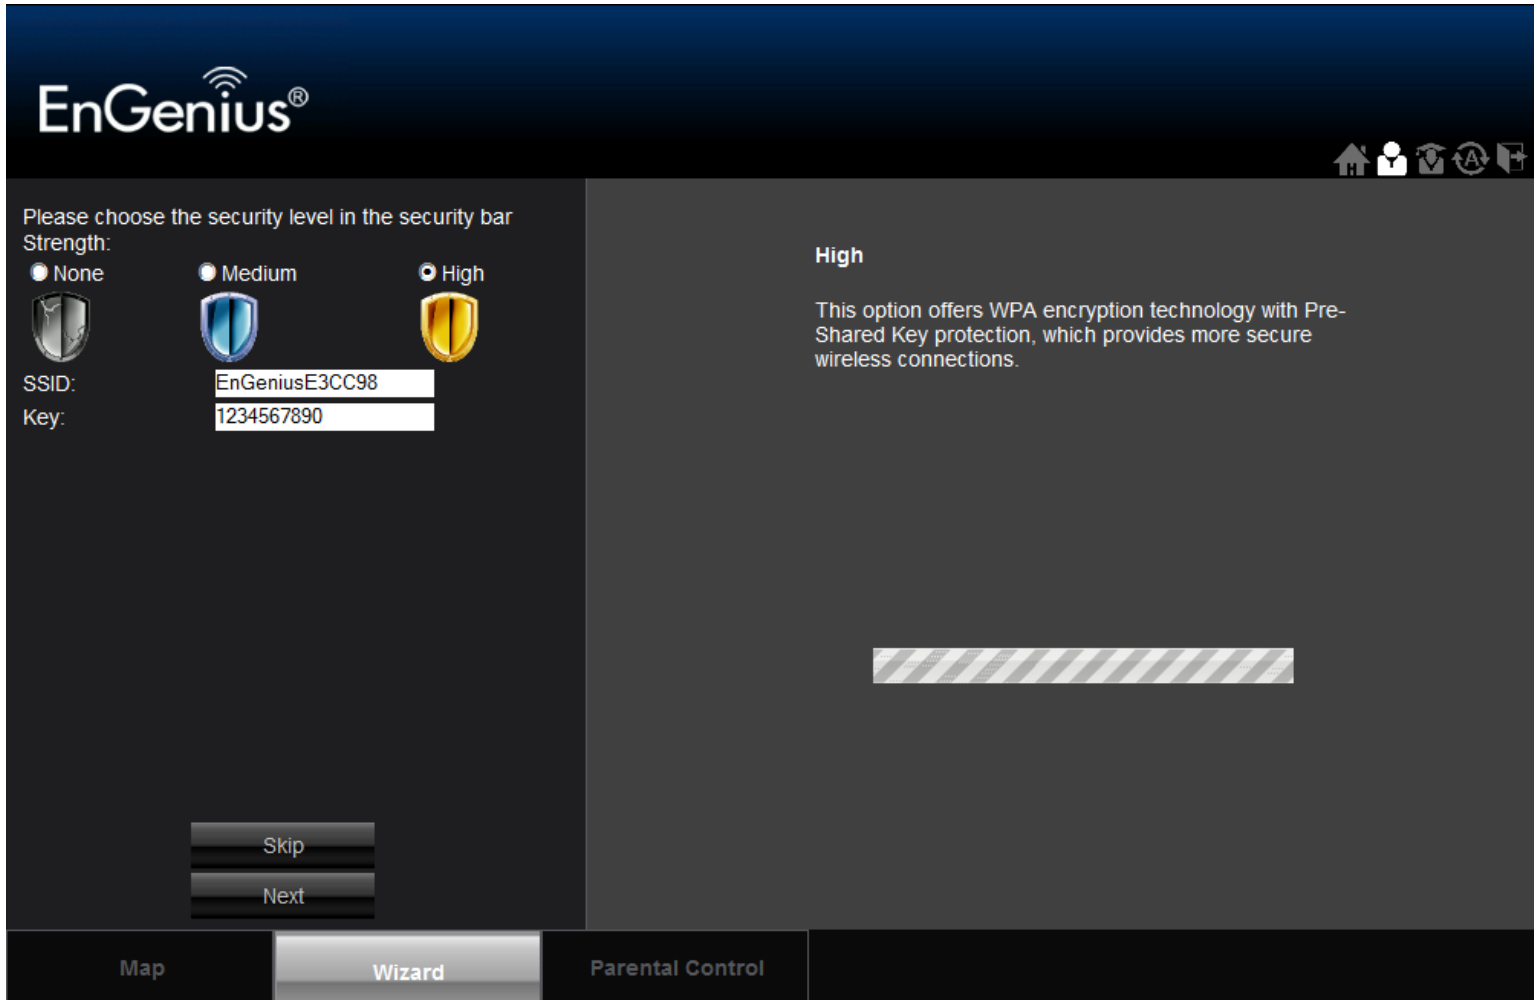 EnGenius®
Please choose the security level in the security bar
Strength:
None Medium High
SSID: EnGeniusE3CC98
Key: 1234567890
High
This option offers WPA encryption technology with Pre-
Shared Key protection, which provides more secure
wireless connections.
Skip
Next
Map Wizard Parental Control